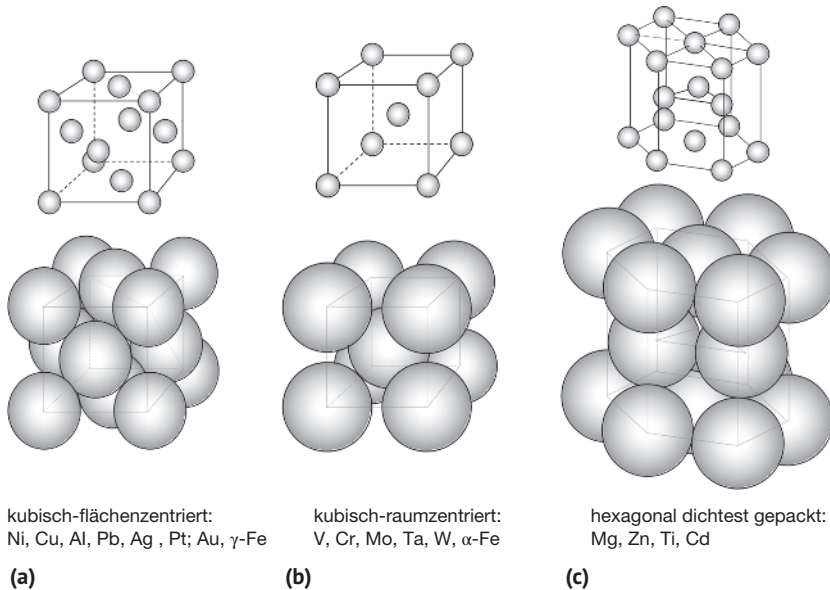 kubisch-flächenzentriert:
Ni, Cu, Al, Pb, Ag , Pt; Au, γ-Fe
(a)
kubisch-raumzentriert:
V, Cr, Mo, Ta, W, α-Fe
(b)
hexagonal dichtest gepackt:
Mg, Zn, Ti, Cd
(c)